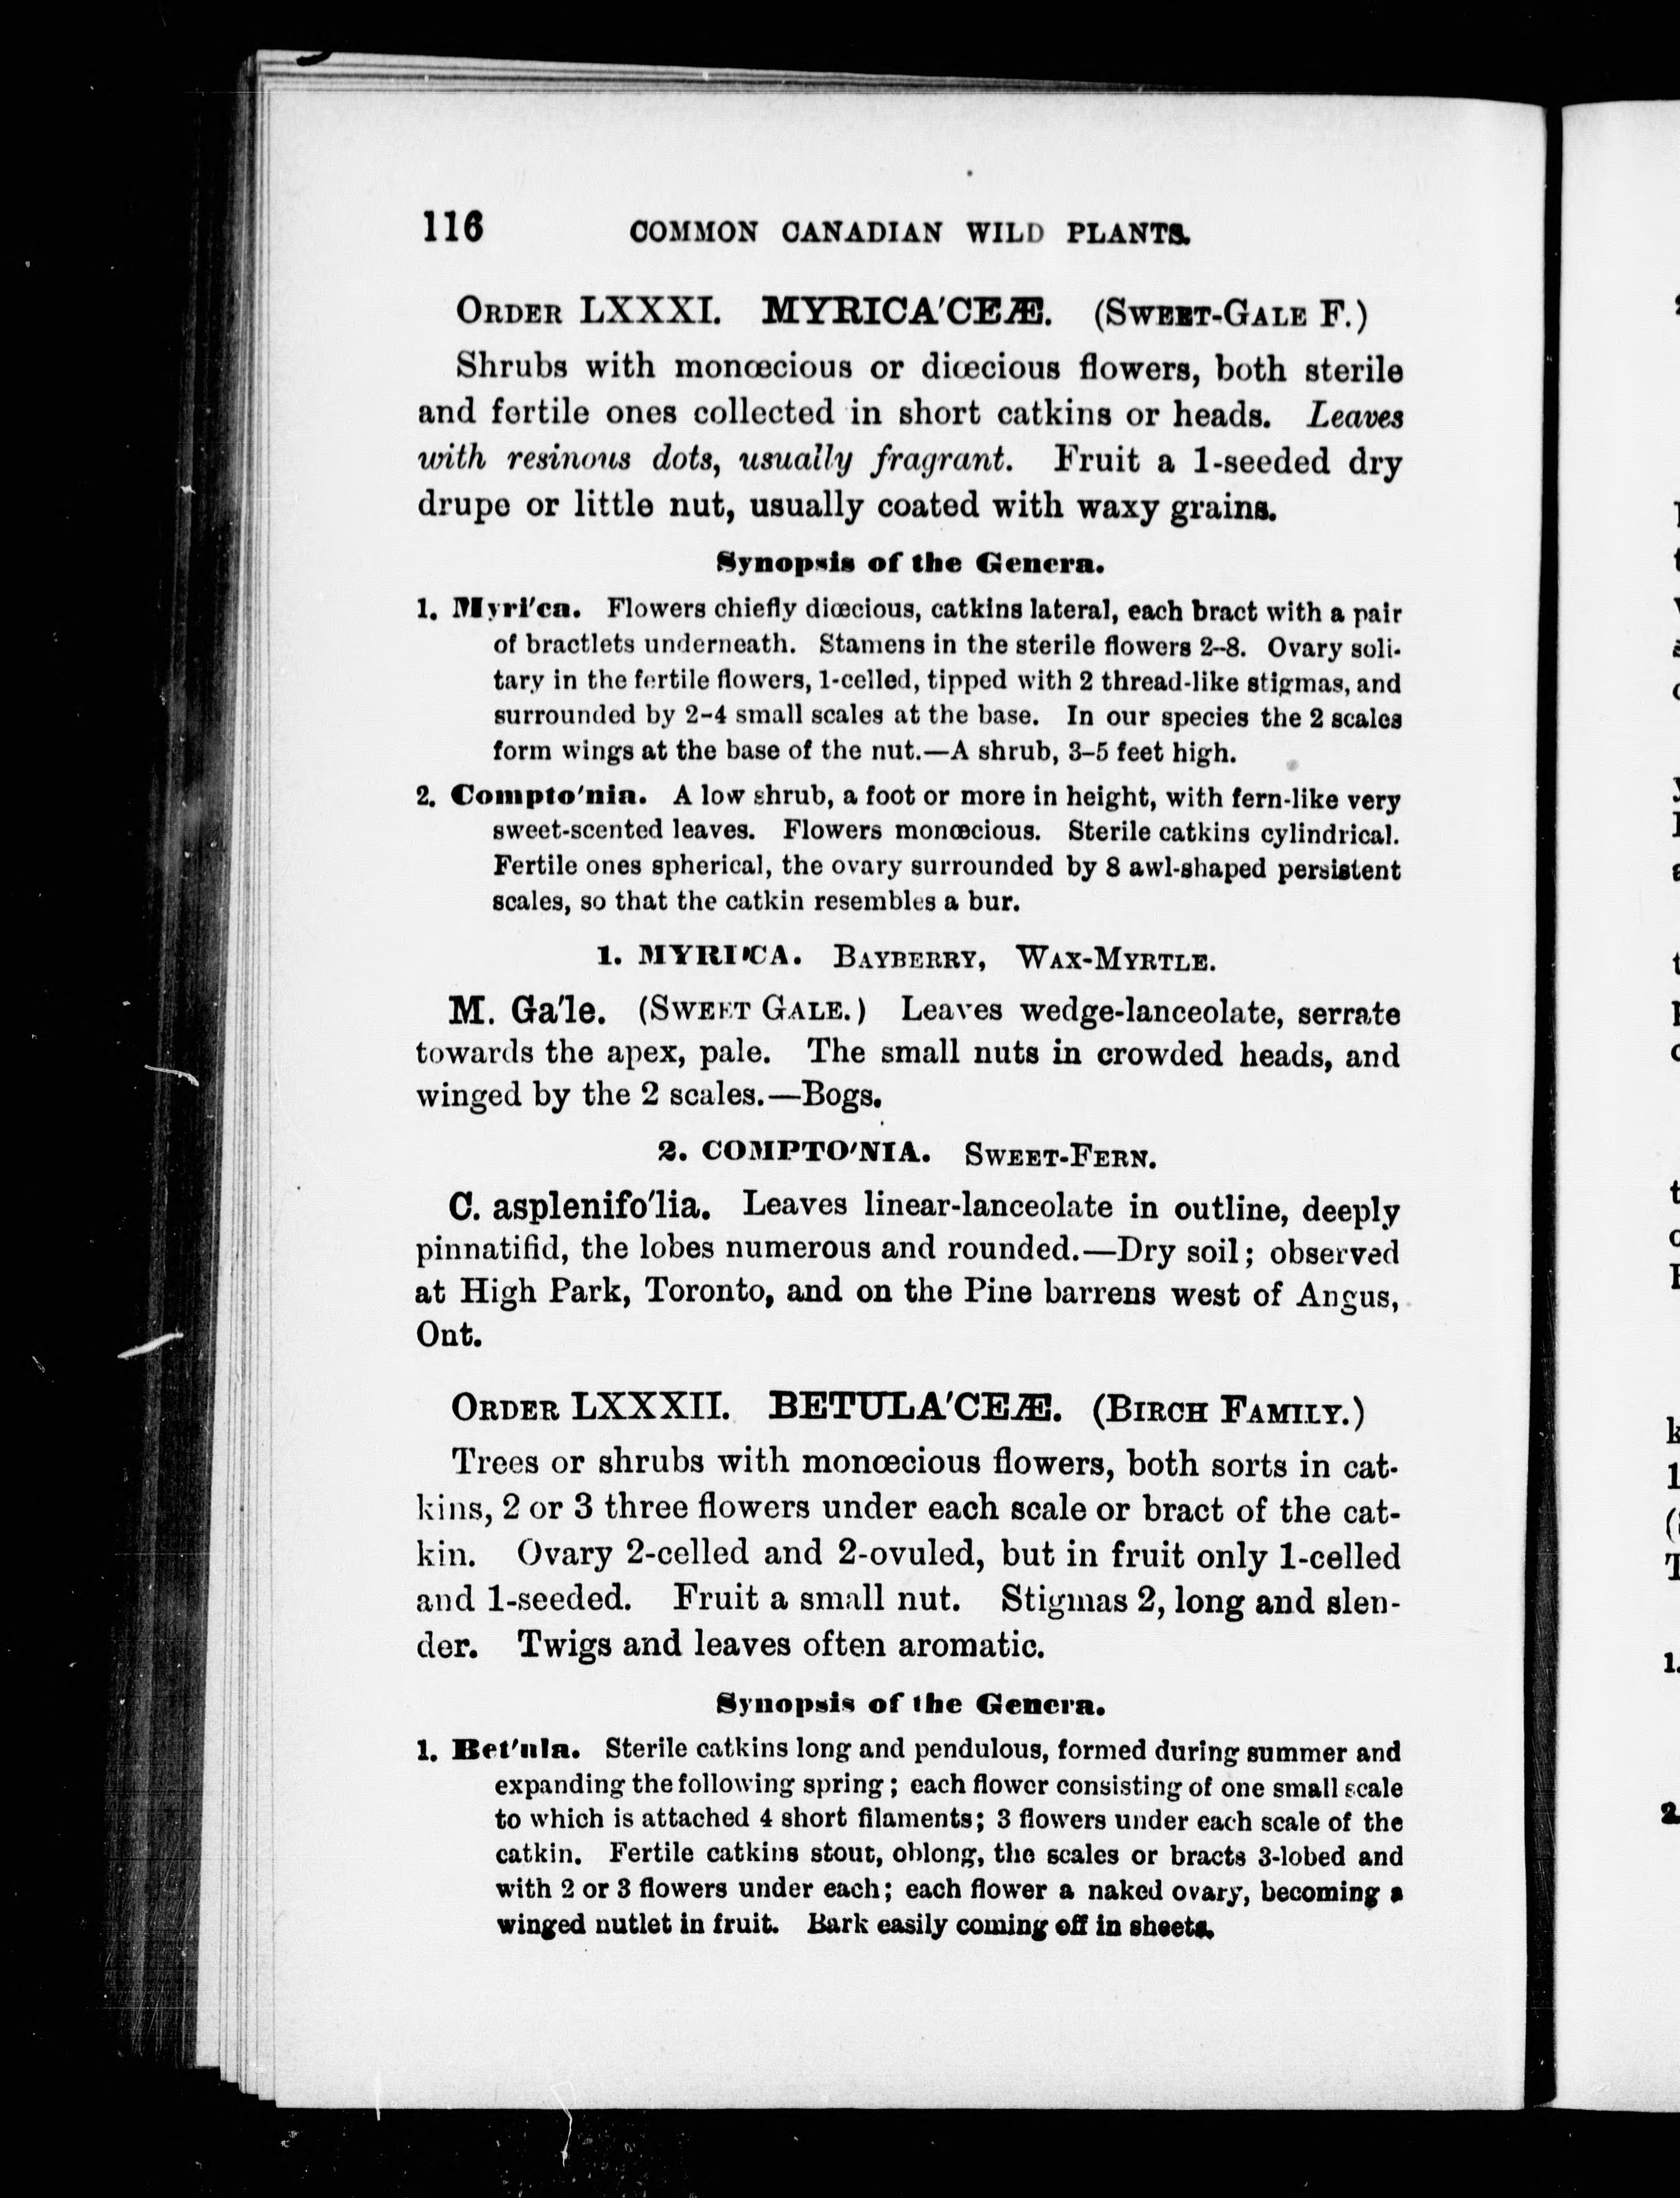 116 COMMON CANADIAN WILD PLANTS.
ORDER LXXXI. MYRICA'CEÆ. (SWEET-GALE F.)
Shrubs with monœcious or diœcious flowers, both sterile
and fertile ones collected in short catkins or heads. Leaves
with resinous dots, usually fragrant. Fruit a 1-seeded dry
drupe or little nut, usually coated with waxy grains.
Synopsis of the Genera.
1. Myri'ca. Flowers chiefly diœcious, catkins lateral, each bract with a pair
of bractlets underneath. Stamens in the sterile flowers 2-8. Ovary soli-
tary in the fertile flowers, 1-celled, tipped with 2 thread-like stigmas, and
surrounded by 2-4 small scales at the base. In our species the 2 scales
form wings at the base of the nut.—A shrub, 3-5 feet high.
2. Compto'nia. A low shrub, a foot or more in height, with fern-like very
sweet-scented leaves. Flowers monœcious. Sterile catkins cylindrical.
Fertile ones spherical, the ovary surrounded by 8 awl-shaped persistent
scales, so that the catkin resembles a bur.
1. MYRI'CA. BAYBERRY, WAX-MYRTLE.
M. Ga'le. (SWEET GALE.) Leaves wedge-lanceolate, serrate
towards the apex, pale. The small nuts in crowded heads, and
winged by the 2 scales.—Bogs.
2. COMPTO'NIA. SWEET-FERN.
C. asplenifo'lia. Leaves linear-lanceolate in outline, deeply
pinnatifid, the lobes numerous and rounded.—Dry soil; observed
at High Park, Toronto, and on the Pine barrens west of Angus,
Ont.
ORDER LXXXII. BETULA'CEÆ. (BIRCH FAMILY.)
Trees or shrubs with monœcious flowers, both sorts in cat-
kins, 2 or 3 three flowers under each scale or bract of the cat-
kin. Ovary 2-celled and 2-ovuled, but in fruit only 1-celled
and 1-seeded. Fruit a small nut. Stigmas 2, long and slen-
der. Twigs and leaves often aromatic.
Synopsis of the Genera.
1. Bet'ula. Sterile catkins long and pendulous, formed during summer and
expanding the following spring; each flower consisting of one small scale
to which is attached 4 short filaments; 3 flowers under each scale of the
catkin. Fertile catkins stout, oblong, the scales or bracts 3-lobed and
with 2 or 3 flowers under each; each flower a naked ovary, becoming a
winged nutlet in fruit. Bark easily coming off in sheets.